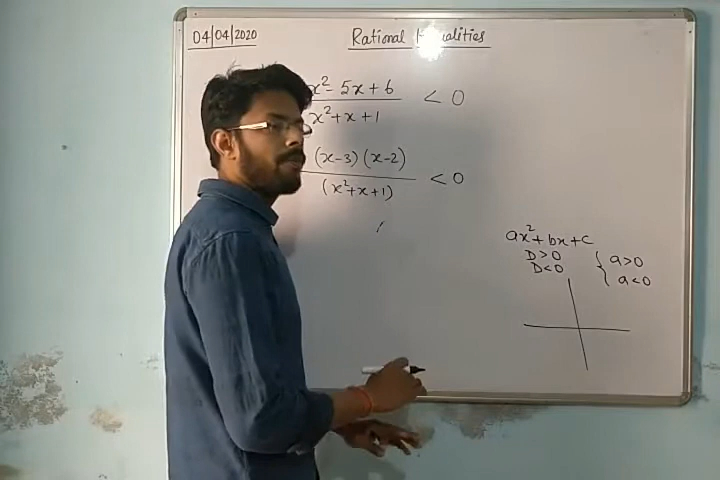 04/04/2020
Rational
x² - 5x + 6
< 0
x² + x + 1
(x-3) (x-2)
< 0
(x² + x + 1)
ax² + bx + c
D > 0
D < 0
{ a > 0
a < 0